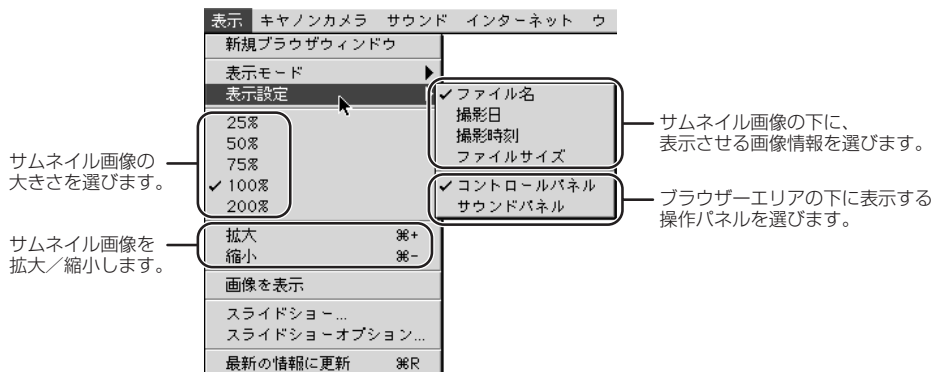 表示 キヤノンカメラ サウンド インターネット ウ
新規ブラウザウィンドウ
表示モード
表示設定
25%
50%
75%
✓100%
200%
拡大 ⌘+
縮小 ⌘-
画像を表示
スライドショー...
スライドショーオプション...
最新の情報に更新 ⌘R
✓ファイル名
撮影日
撮影時刻
ファイルサイズ
✓コントロールパネル
サウンドパネル
サムネイル画像の
大きさを選びます。
サムネイル画像を
拡大／縮小します。
サムネイル画像の下に、
表示させる画像情報を選びます。
ブラウザーエリアの下に表示する
操作パネルを選びます。